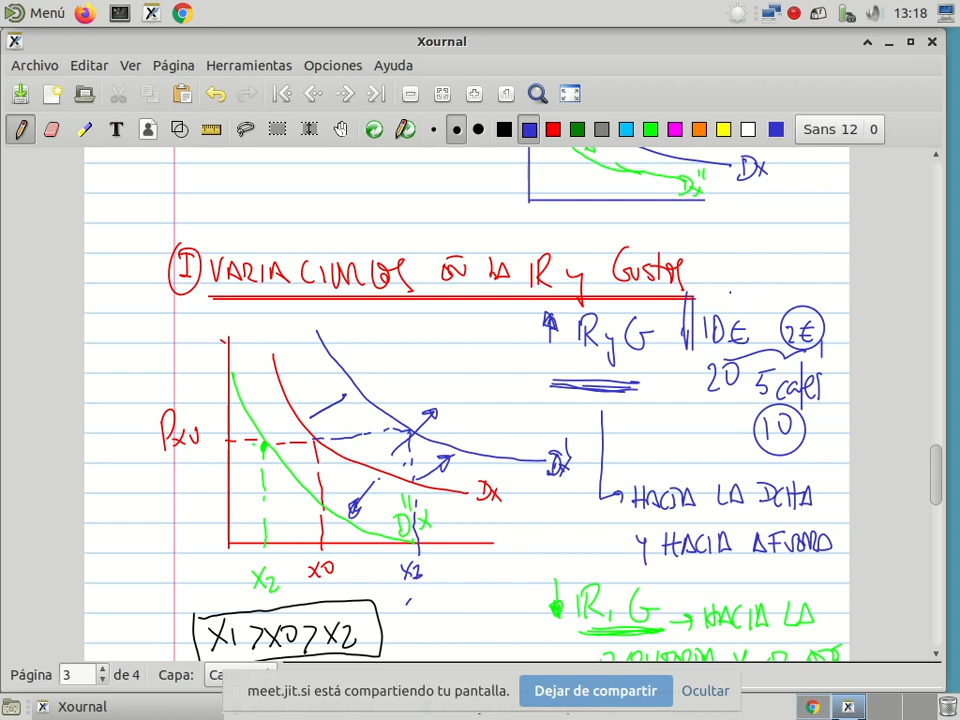 Menú
13:18
Xournal
Archivo Editar Ver Página Herramientas Opciones Ayuda
Sans 12 0
Dx
Dx"
I VARIACIONES EN LA IR y Gustos
IR y G 10€ 2€
20 5 cafes
10
Px0
Dx'
Dx
D"x
HACIA LA DCHA
Y HACIA AFUERA
X2 X0 X1
IR, G → HACIA LA
X1 > X0 > X2
Página 3 de 4 Capa:
meet.jit.si está compartiendo tu pantalla. Dejar de compartir Ocultar
Xournal